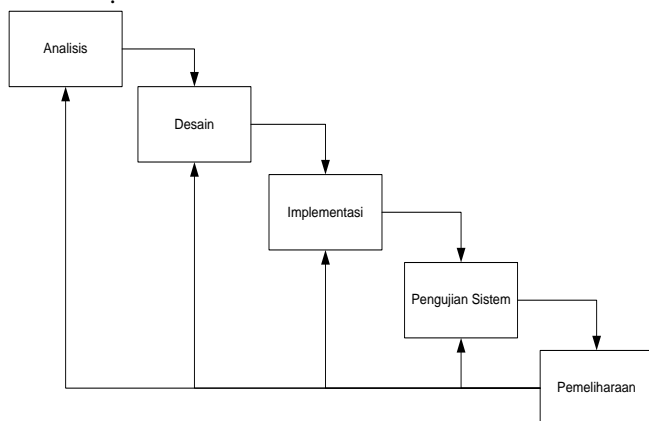 Analisis
Desain
Implementasi
Pengujian Sistem
Pemeliharaan